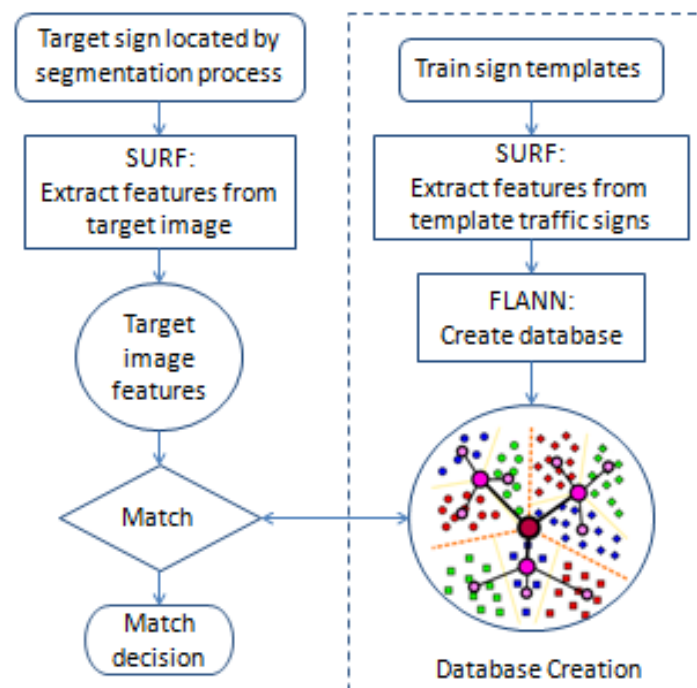 Target sign located by
segmentation process
SURF:
Extract features from
target image
Target
image
features
Match
Match
decision
Train sign templates
SURF:
Extract features from
template traffic signs
FLANN:
Create database
Database Creation